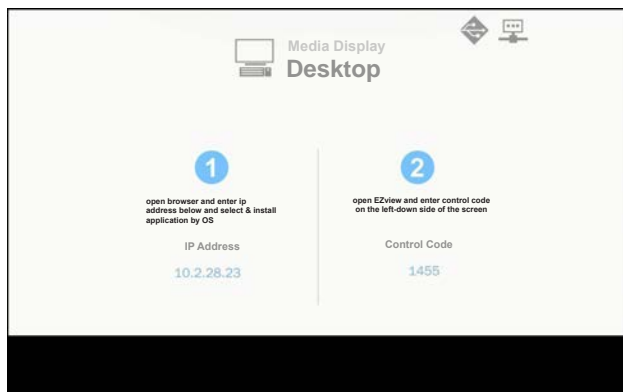 Media Display
Desktop
1
open browser and enter ip
address below and select & install
application by OS
IP Address
10.2.28.23
2
open EZview and enter control code
on the left-down side of the screen
Control Code
1455